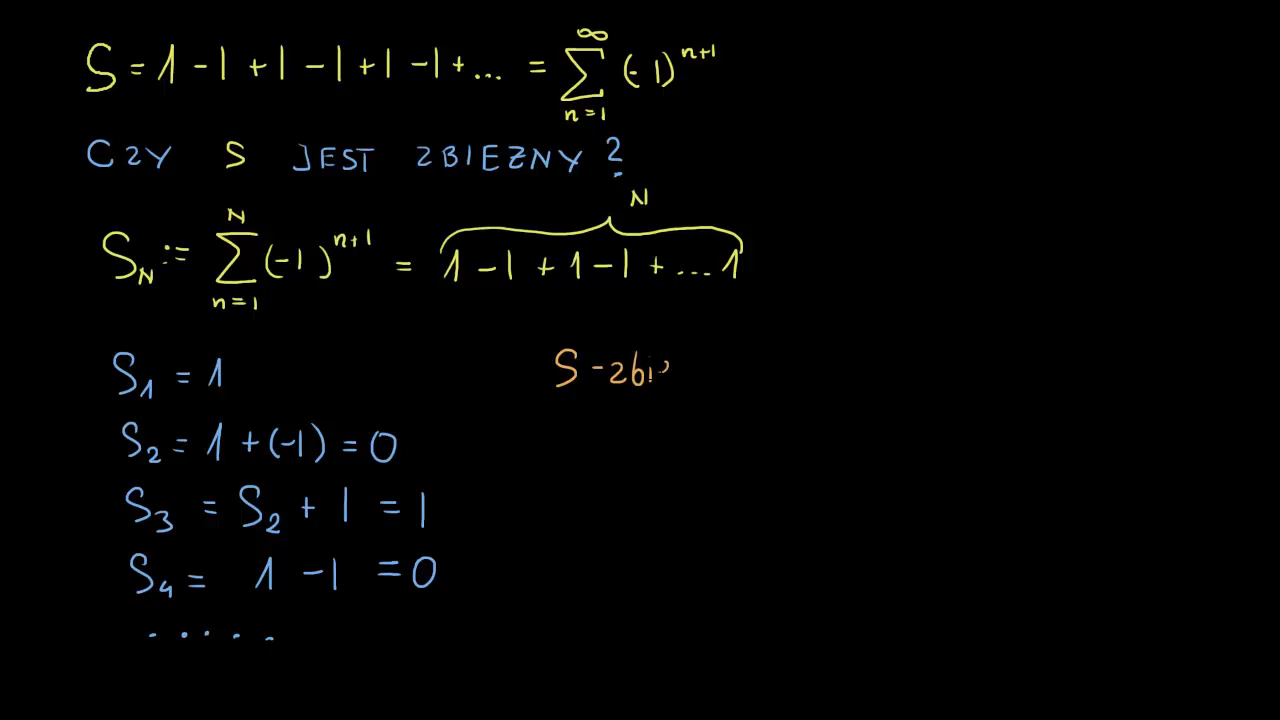 S = 1 - 1 + 1 - 1 + 1 - 1 + ... = ∞ ∑ n=1 (-1)^{n+1}
CZY S JEST ZBIEZNY ?
N
S_N := N ∑ n=1 (-1)^{n+1} = 1 - 1 + 1 - 1 + ... 1
S_1 = 1
S - zbi
S_2 = 1 + (-1) = 0
S_3 = S_2 + 1 = 1
S_4 = 1 - 1 = 0
.....